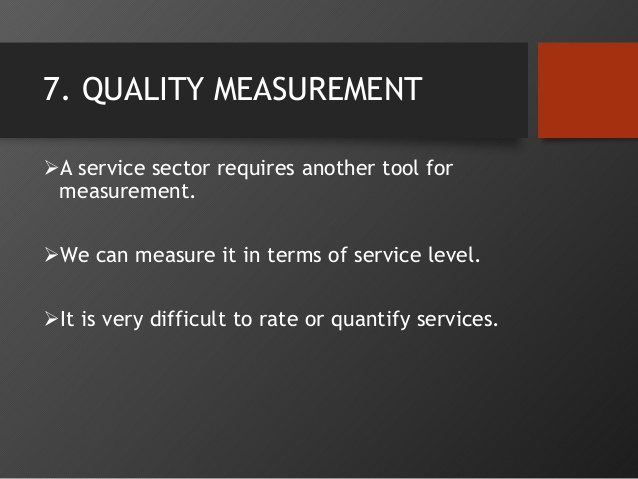 7. QUALITY MEASUREMENT
➢A service sector requires another tool for
measurement.
➢We can measure it in terms of service level.
➢It is very difficult to rate or quantify services.